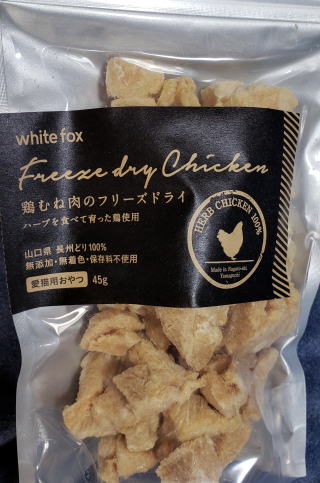 white fox
Freeze dry Chicken
鶏むね肉のフリーズドライ
ハーブを食べて育った鶏使用
HERB CHICKEN 100%
Made in Nagato-shi
Yamaguchi
山口県 長州どり100%
無添加・無着色・保存料不使用
愛猫用おやつ 45g